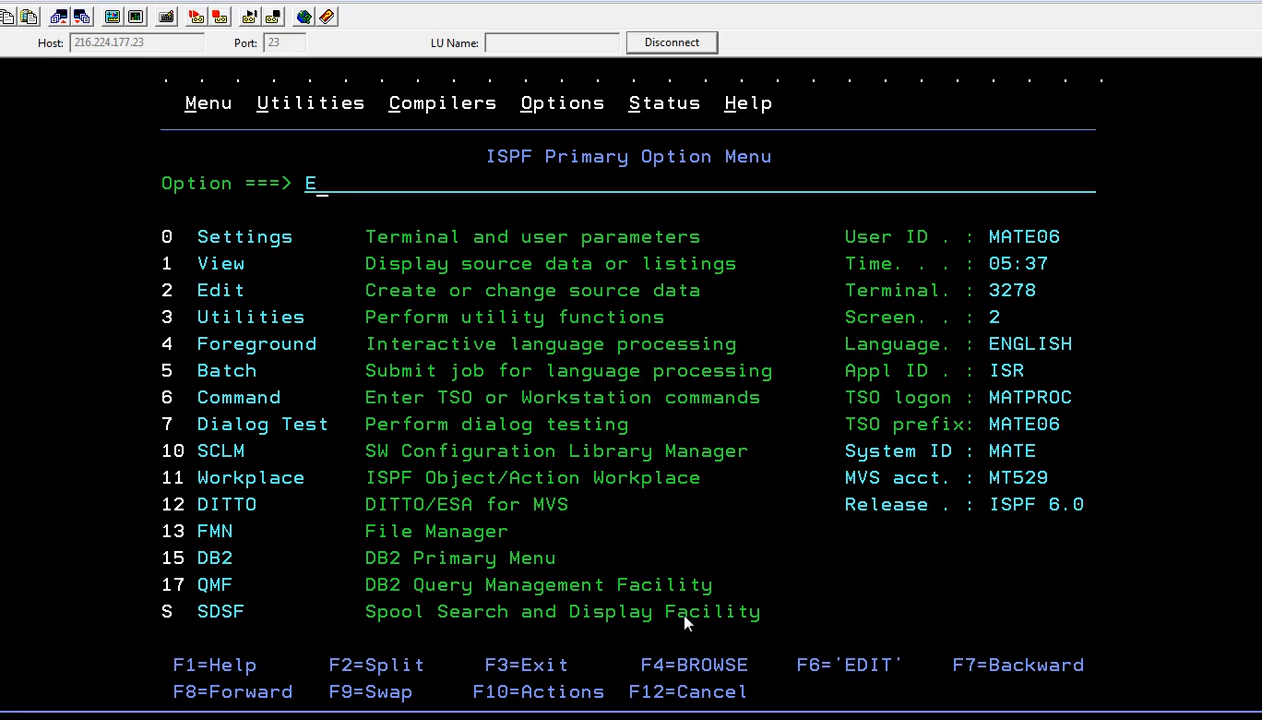 Host: 216.224.177.23 Port: 23 LU Name: Disconnect
Menu Utilities Compilers Options Status Help
ISPF Primary Option Menu
Option ===> E
0 Settings Terminal and user parameters User ID . : MATE06
1 View Display source data or listings Time. . . : 05:37
2 Edit Create or change source data Terminal. : 3278
3 Utilities Perform utility functions Screen. . : 2
4 Foreground Interactive language processing Language. : ENGLISH
5 Batch Submit job for language processing Appl ID . : ISR
6 Command Enter TSO or Workstation commands TSO logon : MATPROC
7 Dialog Test Perform dialog testing TSO prefix: MATE06
10 SCLM SW Configuration Library Manager System ID : MATE
11 Workplace ISPF Object/Action Workplace MVS acct. : MT529
12 DITTO DITTO/ESA for MVS Release . : ISPF 6.0
13 FMN File Manager
15 DB2 DB2 Primary Menu
17 QMF DB2 Query Management Facility
S SDSF Spool Search and Display Facility
F1=Help F2=Split F3=Exit F4=BROWSE F6='EDIT' F7=Backward
F8=Forward F9=Swap F10=Actions F12=Cancel